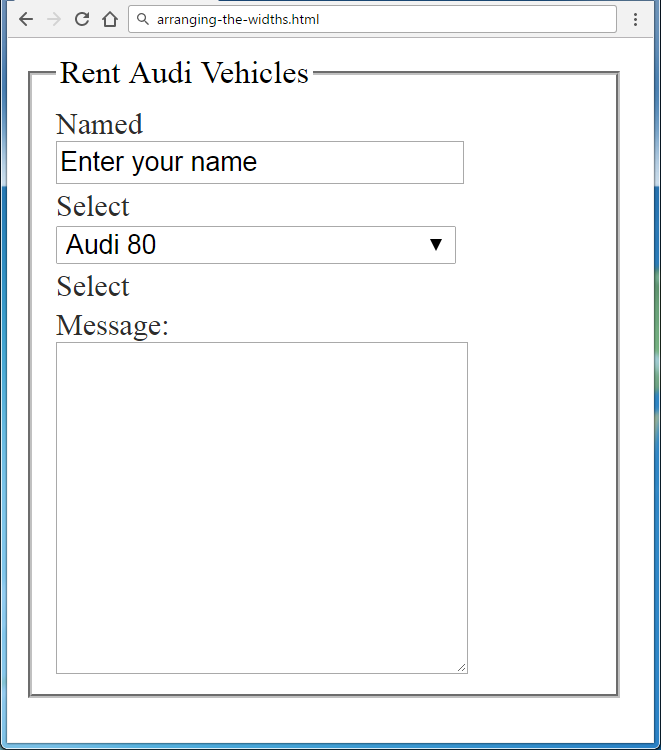 arranging-the-widths.html
Rent Audi Vehicles
Named
Enter your name
Select
Audi 80
Select
Message: